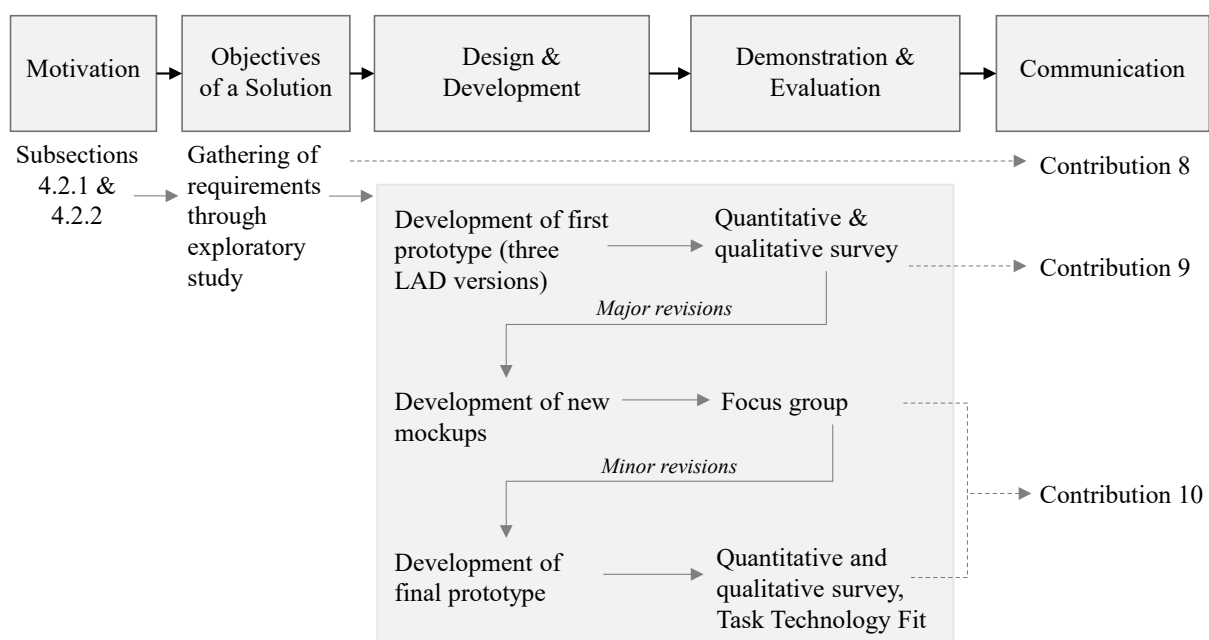 Motivation
Objectives
of a Solution
Design &
Development
Demonstration &
Evaluation
Communication
Subsections
4.2.1 &
4.2.2
Gathering of
requirements
through
exploratory
study
Contribution 8
Development of first
prototype (three
LAD versions)
Quantitative &
qualitative survey
Contribution 9
Major revisions
Development of new
mockups
Focus group
Minor revisions
Contribution 10
Development of
final prototype
Quantitative and
qualitative survey,
Task Technology Fit